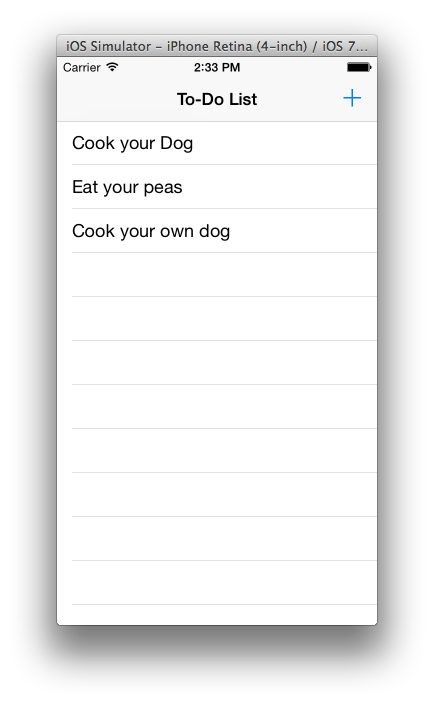 iOS Simulator – iPhone Retina (4-inch) / iOS 7...
Carrier 2:33 PM
To-Do List +
Cook your Dog
Eat your peas
Cook your own dog